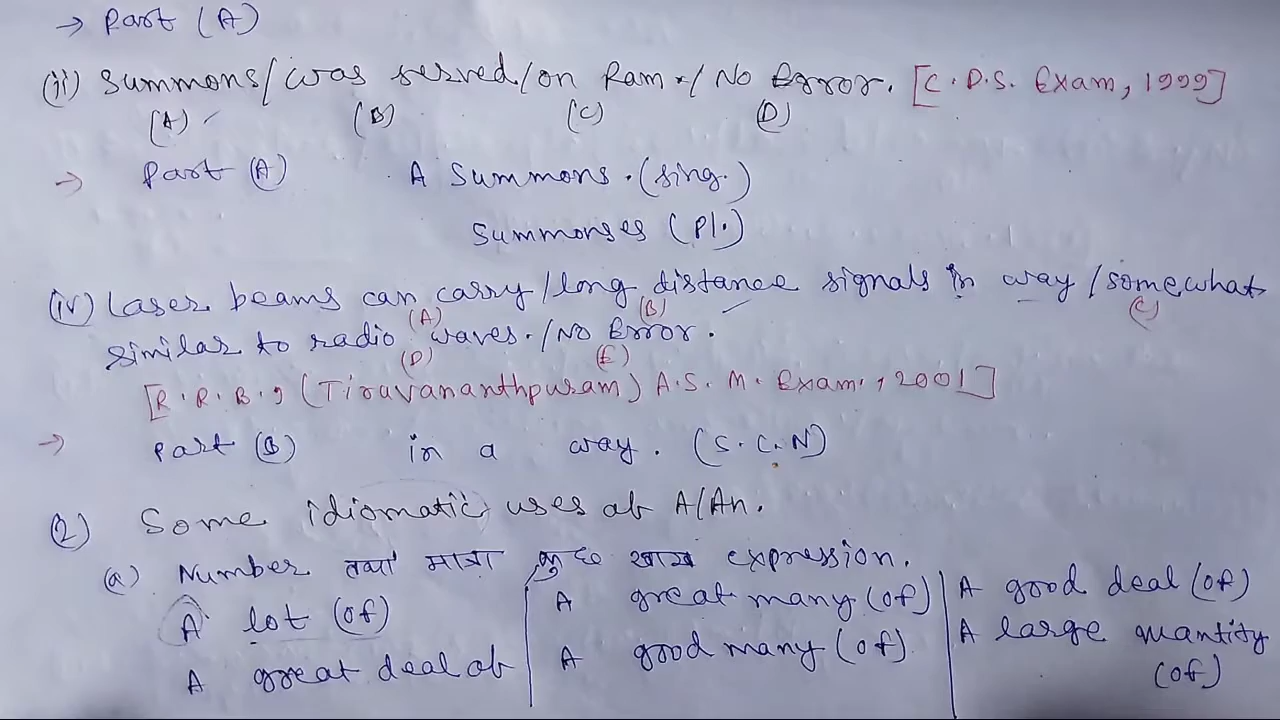 → Part (A)
(ii) Summons/was served/on Ram./No Error. [C.D.S. Exam, 1999]
(A) (B) (C) (D)
→ Part (A) A Summons. (sing.)
Summonses (Pl.)
(iv) Laser beams can carry/long distance signals in way/somewhat
(A) (B) (C)
similar to radio waves./No Error.
(D) (E)
[R.R.B., (Tiruvananthpuram) A.S.M. Exam., 2001]
→ Part (B) in a way. (S.C.N)
2) Some idiomatic uses of A/An.
(a) Number तथा मात्रा कुछ खास expression.
A lot (of)
A great deal of
A great many (of)
A good many (of)
A good deal (of)
A large quantity
(of)